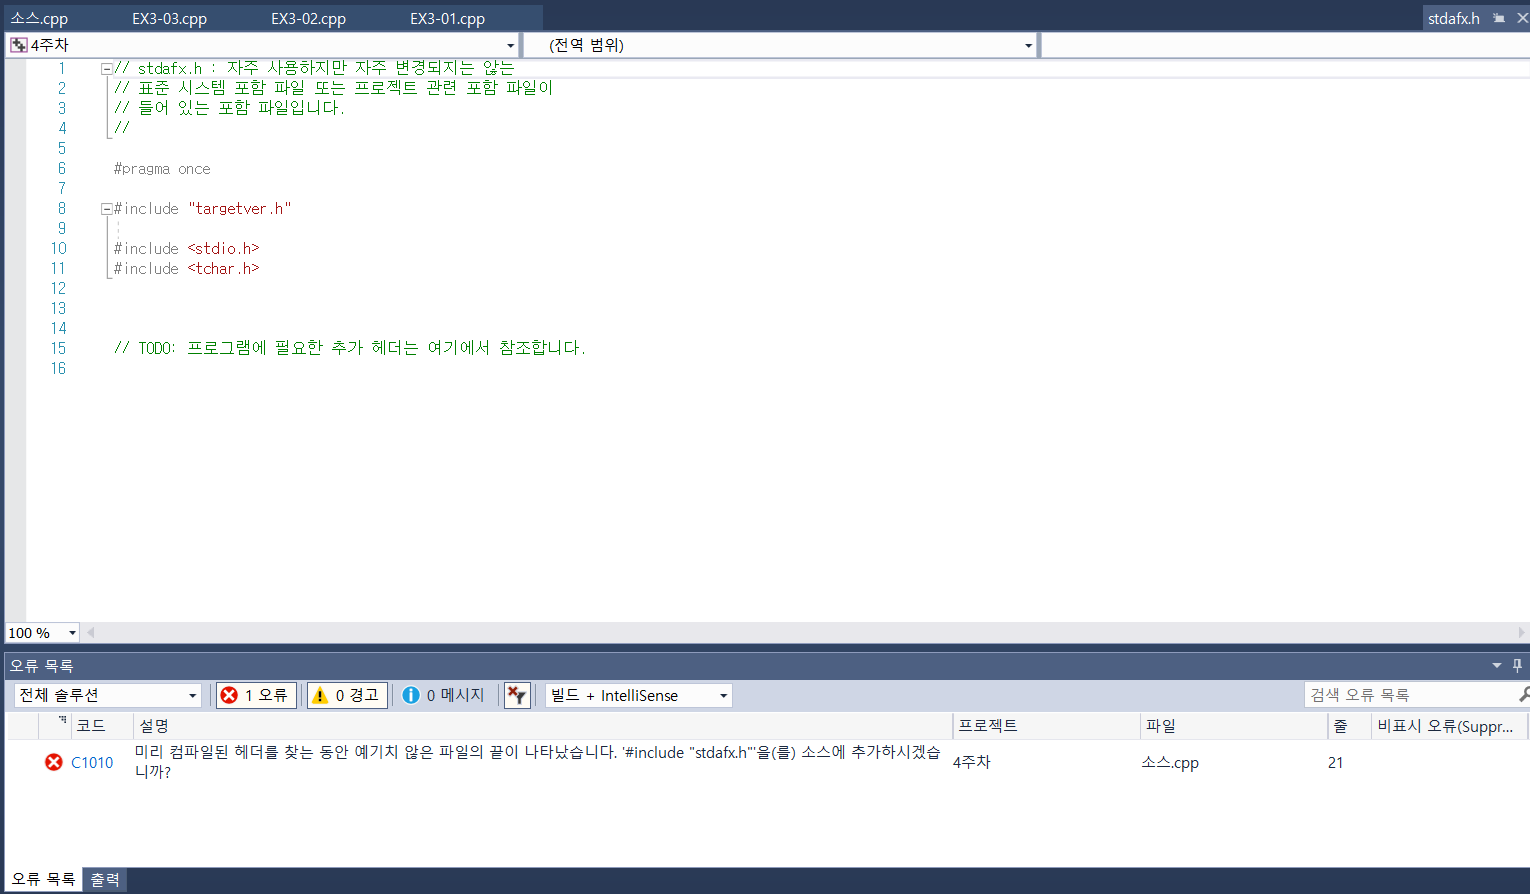 소스.cpp EX3-03.cpp EX3-02.cpp EX3-01.cpp stdafx.h
4주차 (전역 범위)
1 // stdafx.h : 자주 사용하지만 자주 변경되지는 않는
2 // 표준 시스템 포함 파일 또는 프로젝트 관련 포함 파일이
3 // 들어 있는 포함 파일입니다.
4 //
5
6 #pragma once
7
8 #include "targetver.h"
9
10 #include <stdio.h>
11 #include <tchar.h>
12
13
14
15 // TODO: 프로그램에 필요한 추가 헤더는 여기에서 참조합니다.
16
100 %
오류 목록
전체 솔루션 1 오류 0 경고 0 메시지 빌드 + IntelliSense 검색 오류 목록
코드 설명 프로젝트 파일 줄 비표시 오류(Suppr...
C1010 미리 컴파일된 헤더를 찾는 동안 예기치 않은 파일의 끝이 나타났습니다. '#include "stdafx.h"'을(를) 소스에 추가하시겠습 4주차 소스.cpp 21
니까?
오류 목록 출력